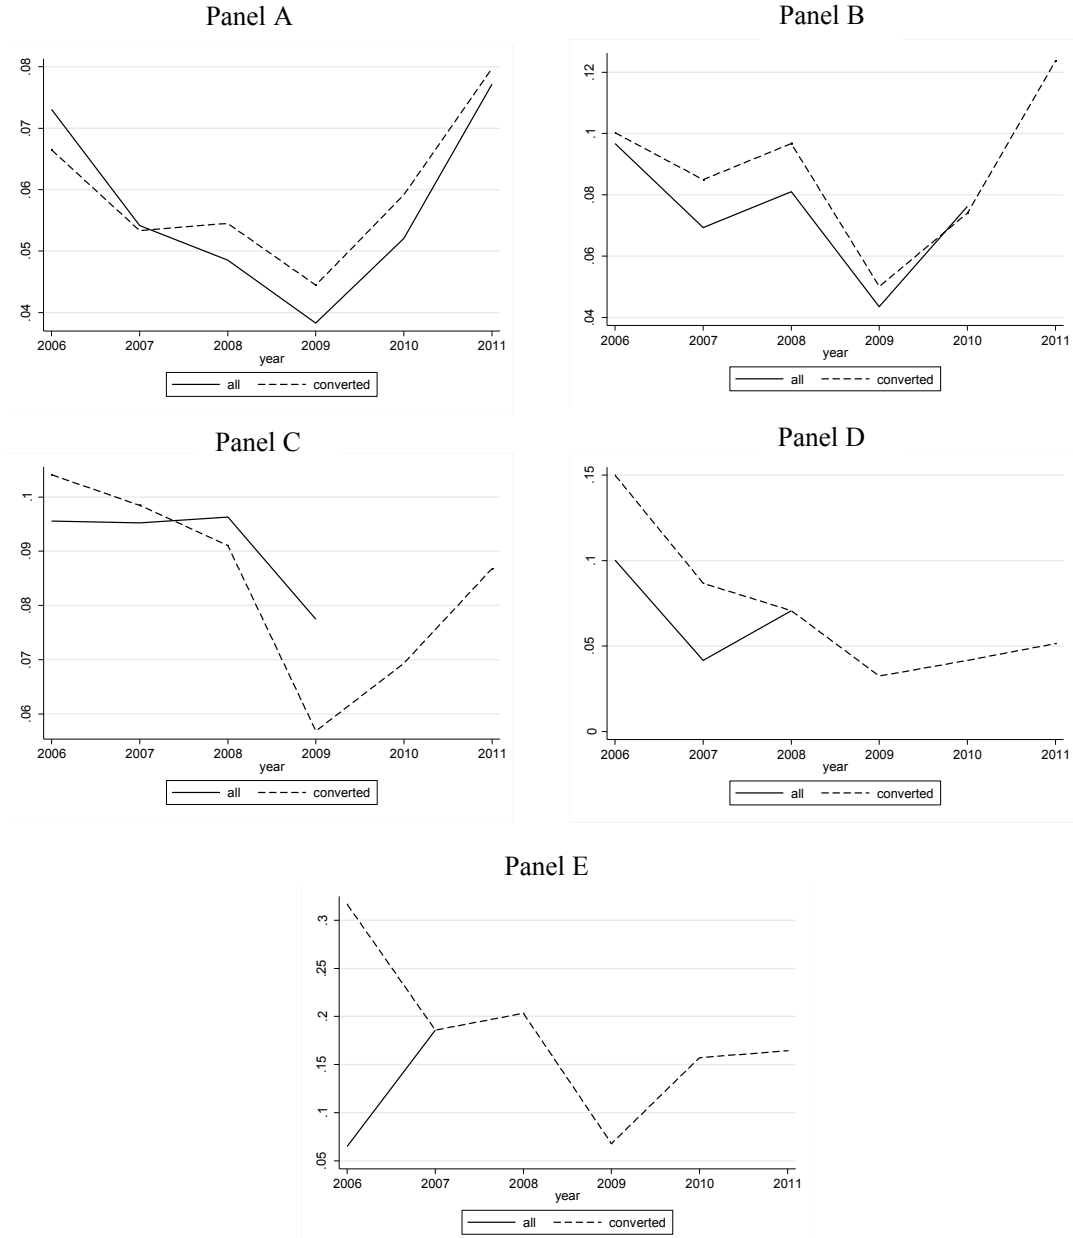 Panel A
.08
.07
.06
.05
.04
2006 2007 2008 2009 2010 2011
year
all converted
Panel B
.12
.1
.08
.06
.04
2006 2007 2008 2009 2010 2011
year
all converted
Panel C
.1
.09
.08
.07
.06
2006 2007 2008 2009 2010 2011
year
all converted
Panel D
.15
.1
.05
0
2006 2007 2008 2009 2010 2011
year
all converted
Panel E
.3
.25
.2
.15
.1
.05
2006 2007 2008 2009 2010 2011
year
all converted